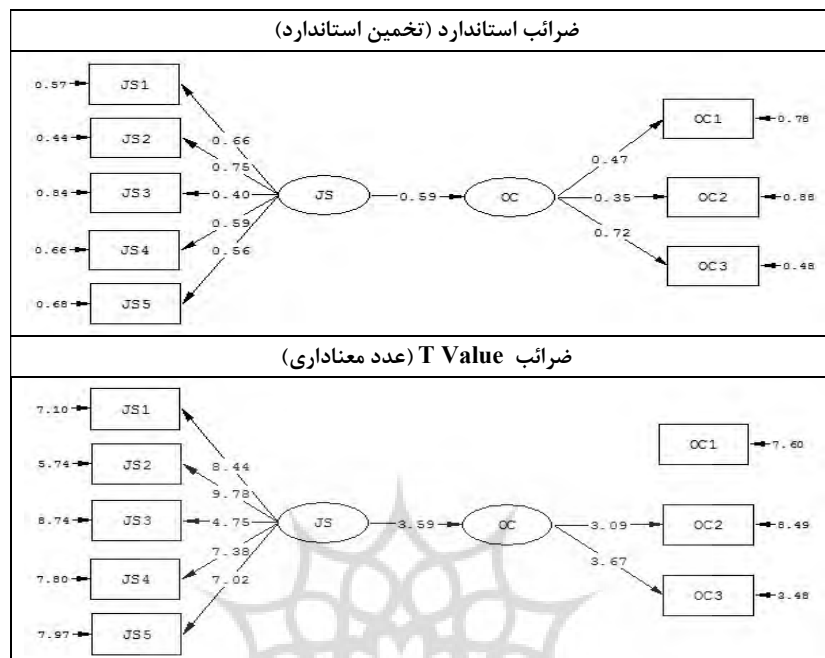 ضرائب استاندارد (تخمین استاندارد)
0.57 JS1
0.44 JS2
0.84 JS3
0.66 JS4
0.68 JS5
0.66
0.75
0.40
0.59
0.56
JS 0.59 OC
0.47
0.35
0.72
OC1 0.78
OC2 0.88
OC3 0.48
ضرائب T Value (عدد معناداری)
7.10 JS1
5.74 JS2
8.74 JS3
7.80 JS4
7.97 JS5
8.44
9.78
4.75
7.38
7.02
JS 3.59 OC
3.09
3.67
OC1 7.60
OC2 8.49
OC3 3.48